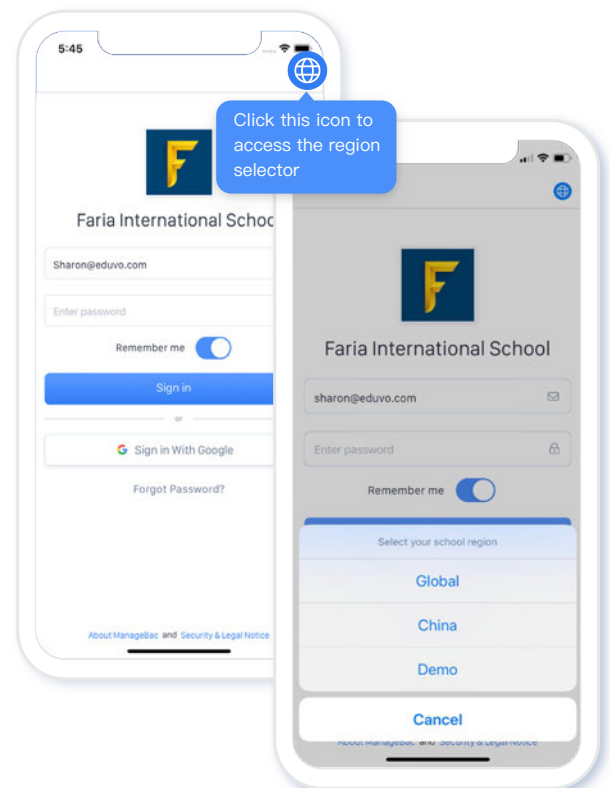 5:45
Click this icon to
access the region
selector
F
Faria International Schoo
Sharon@eduvo.com
Enter password
Remember me
Sign in
or
G Sign in With Google
Forgot Password?
About ManageBac and Security & Legal Notice
F
Faria International School
sharon@eduvo.com
Enter password
Remember me
Select your school region
Global
China
Demo
Cancel
About ManageBac and Security & Legal Notice